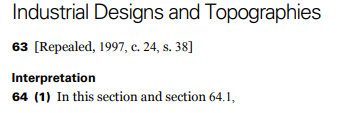 Industrial Designs and Topographies
63 [Repealed, 1997, c. 24, s. 38]
Interpretation
64 (1) In this section and section 64.1,